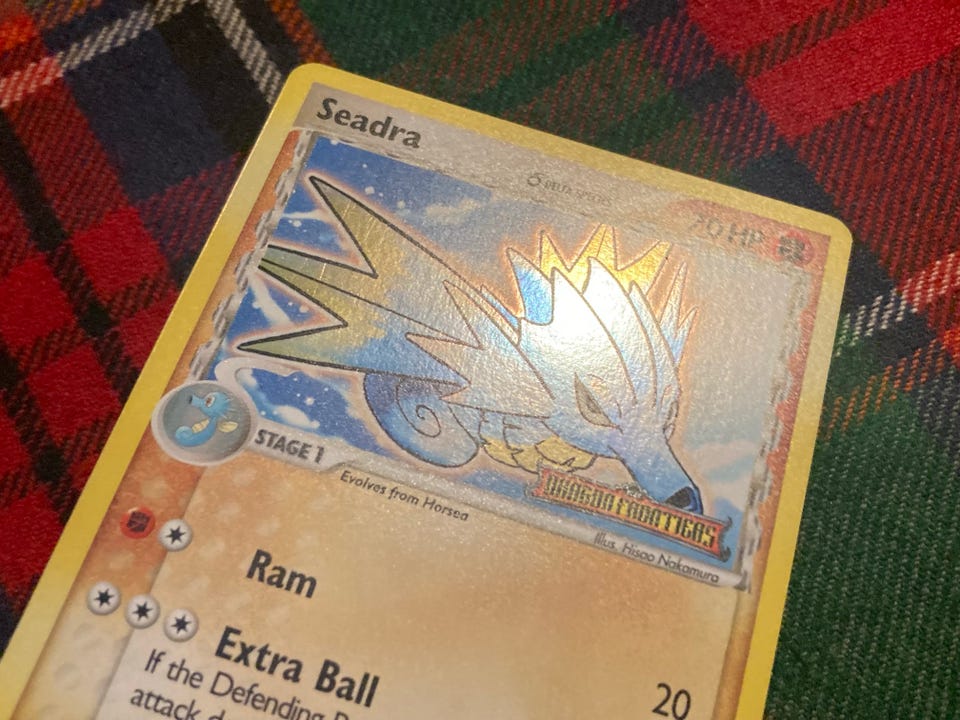 Seadra
δ DELTA SPECIES
70 HP
STAGE 1
Evolves from Horsea
DRAGON FRONTIERS
Illus. Hisao Nakamura
Ram
Extra Ball
20
If the Defending
attack